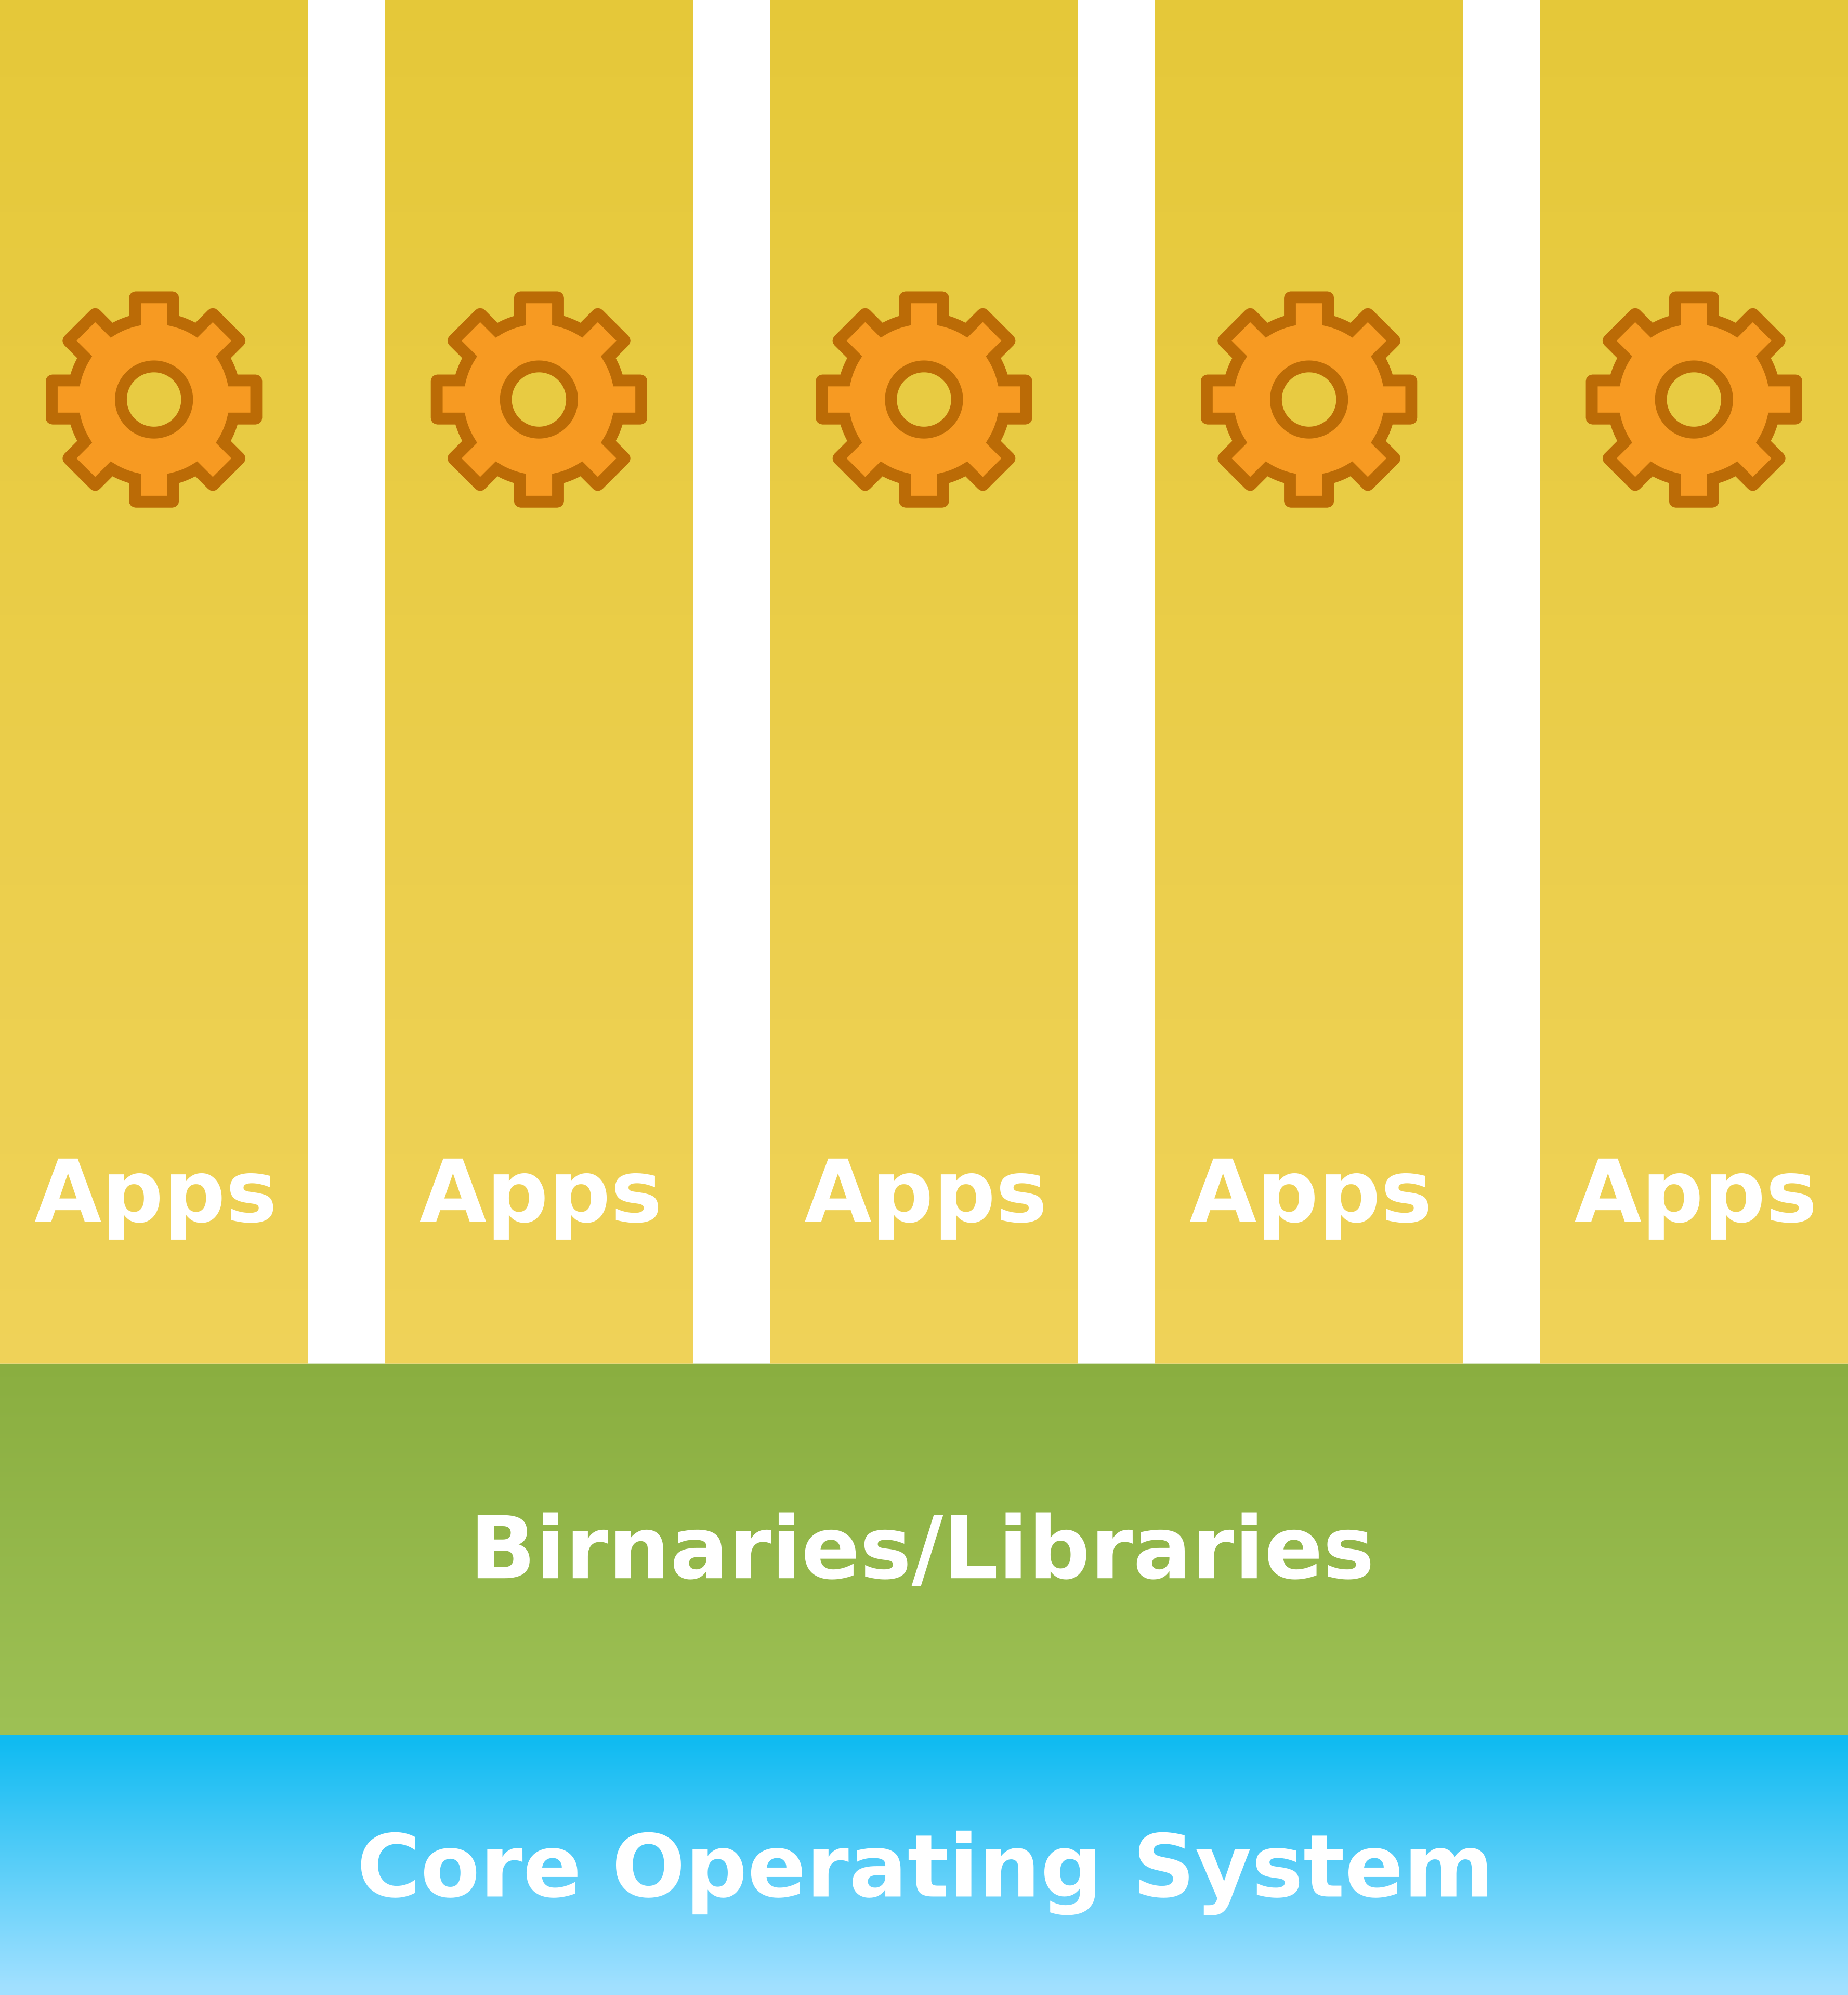 Apps Apps Apps Apps Apps
Birnaries/Libraries
Core Operating System